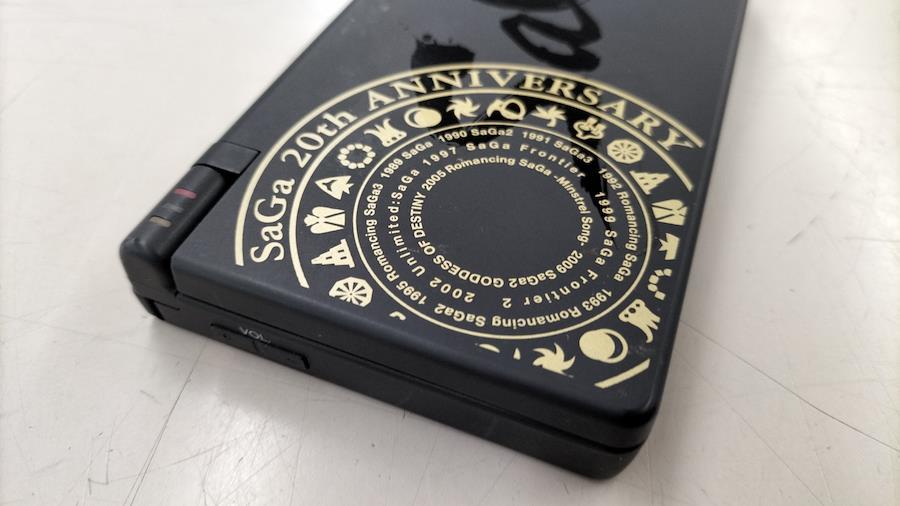 a
SaGa 20th ANNIVERSARY
1989 SaGa 1990 SaGa2 1991 SaGa3 1992 Romancing SaGa 1993 Romancing SaGa2 1995 Romancing SaGa3
1997 SaGa Frontier 1999 SaGa Frontier 2 2002 Unlimited:SaGa
2005 Romancing SaGa -Minstrel Song- 2009 SaGa2 GODDESS OF DESTINY
VOL.